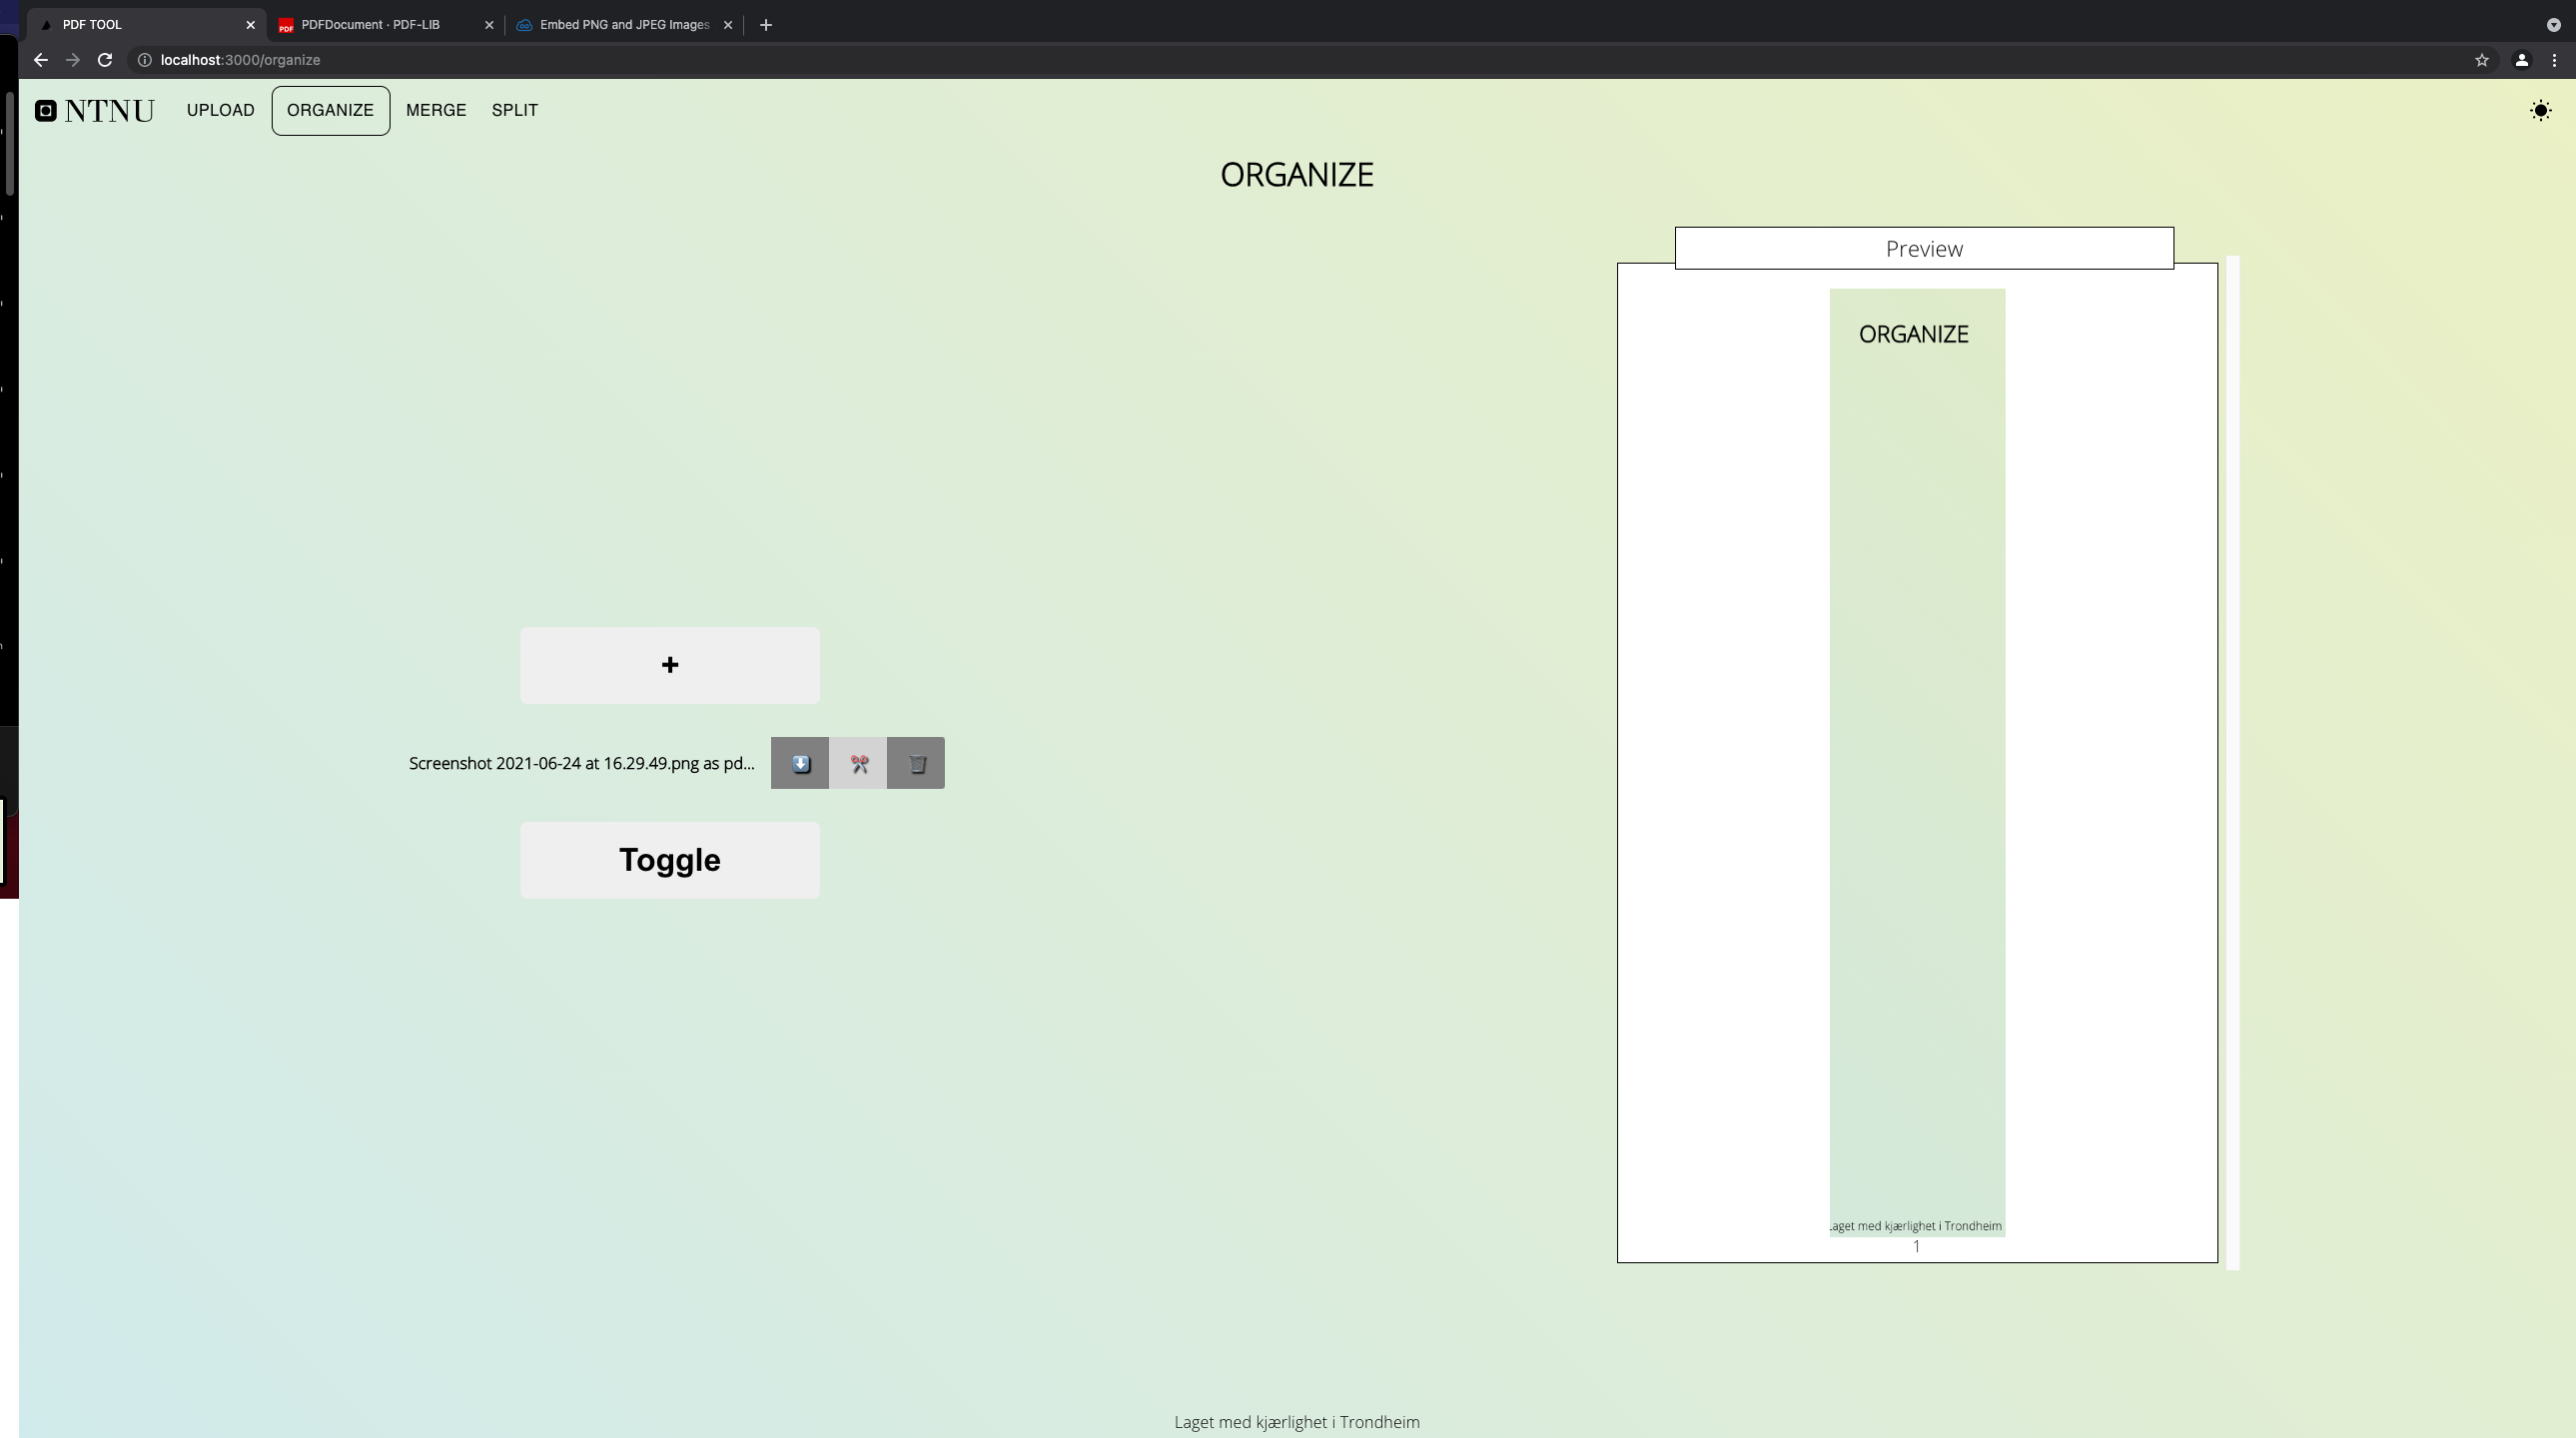 PDF TOOL
PDFDocument · PDF-LIB
Embed PNG and JPEG Images
localhost:3000/organize
NTNU UPLOAD ORGANIZE MERGE SPLIT
ORGANIZE
Preview
ORGANIZE
+
Screenshot 2021-06-24 at 16.29.49.png as pd...
Toggle
Laget med kjærlighet i Trondheim
1
Laget med kjærlighet i Trondheim